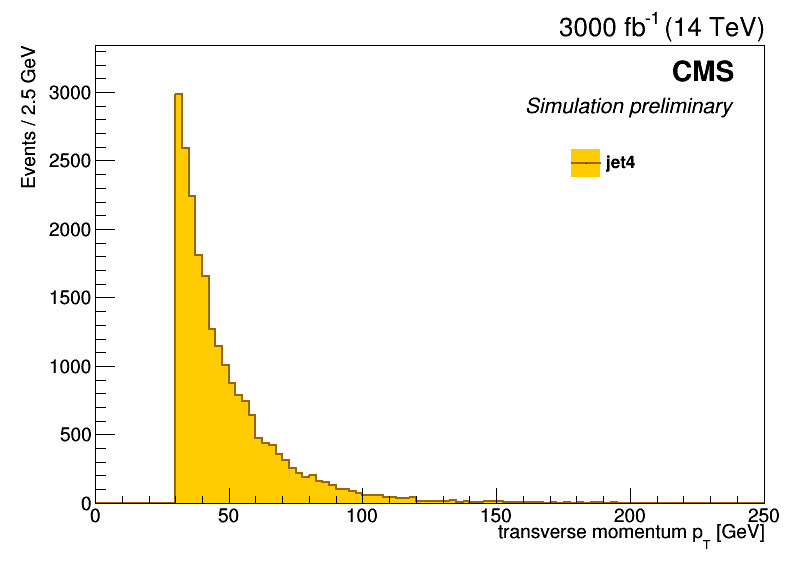 3000 fb-1 (14 TeV)
CMS
Simulation preliminary
jet4
Events / 2.5 GeV
3000
2500
2000
1500
1000
500
0
0 50 100 150 200 250
transverse momentum pT [GeV]